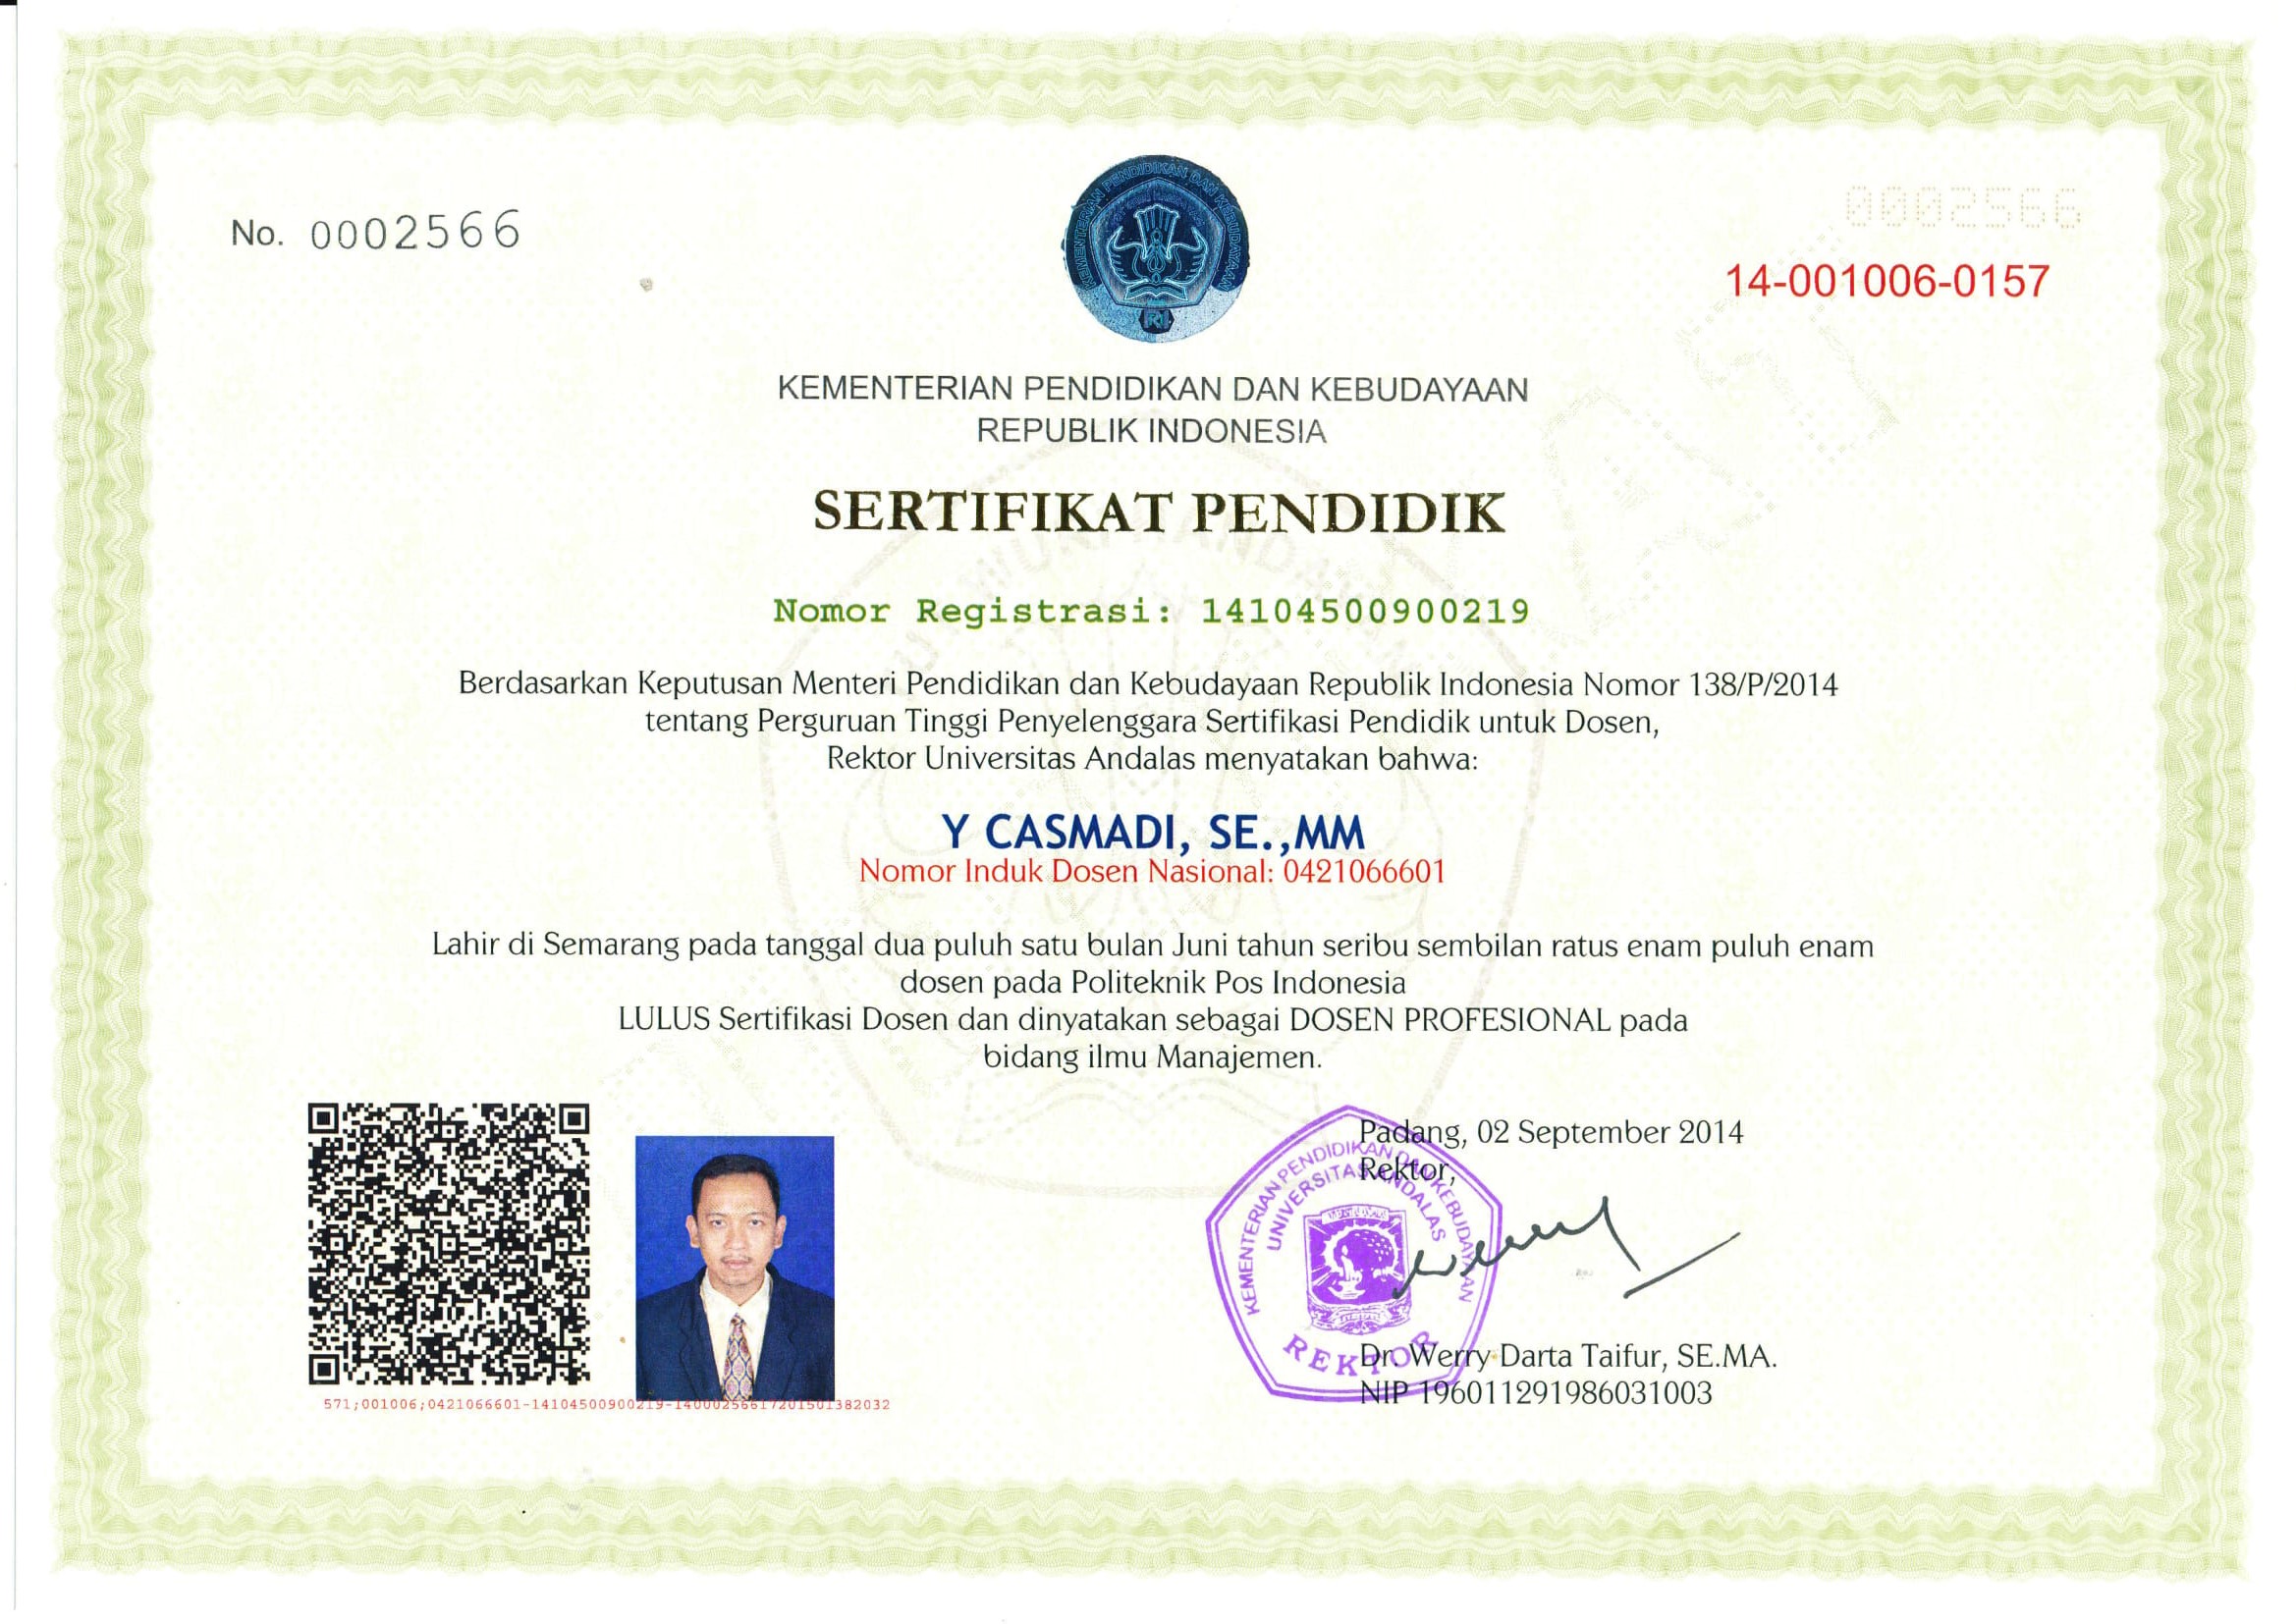 No. 0002566
0002566
14-001006-0157
KEMENTERIAN PENDIDIKAN DAN KEBUDAYAAN
RI
KEMENTERIAN PENDIDIKAN DAN KEBUDAYAAN
REPUBLIK INDONESIA
SERTIFIKAT PENDIDIK
Nomor Registrasi: 14104500900219
Berdasarkan Keputusan Menteri Pendidikan dan Kebudayaan Republik Indonesia Nomor 138/P/2014
tentang Perguruan Tinggi Penyelenggara Sertifikasi Pendidik untuk Dosen,
Rektor Universitas Andalas menyatakan bahwa:
Y CASMADI, SE.,MM
Nomor Induk Dosen Nasional: 0421066601
Lahir di Semarang pada tanggal dua puluh satu bulan Juni tahun seribu sembilan ratus enam puluh enam
dosen pada Politeknik Pos Indonesia
LULUS Sertifikasi Dosen dan dinyatakan sebagai DOSEN PROFESIONAL pada
bidang ilmu Manajemen.
Padang, 02 September 2014
Rektor,
KEMENTERIAN PENDIDIKAN DAN KEBUDAYAAN
UNIVERSITAS ANDALAS
REKTOR
Dr. Werry Darta Taifur, SE.MA.
NIP 196011291986031003
571;001006;0421066601-14104500900219-14000256617201501382032